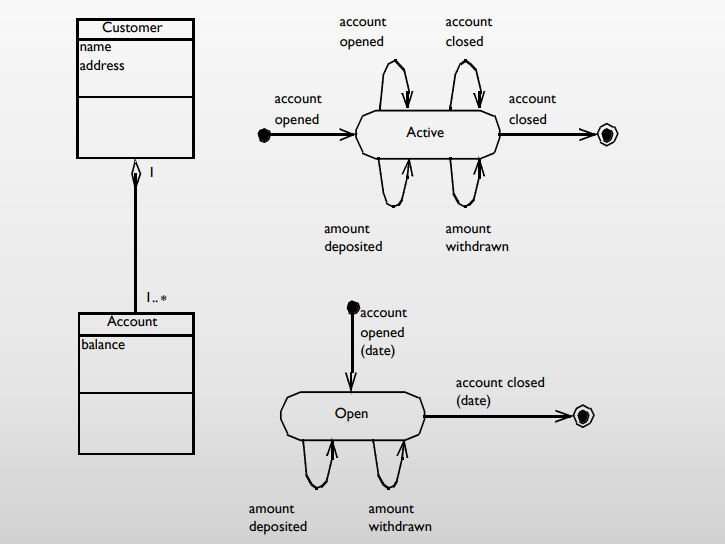 Customer
name
address
1
1..*
Account
balance
account
opened
account
closed
account
opened
Active
account
closed
amount
deposited
amount
withdrawn
account
opened
(date)
Open
account closed
(date)
amount
deposited
amount
withdrawn